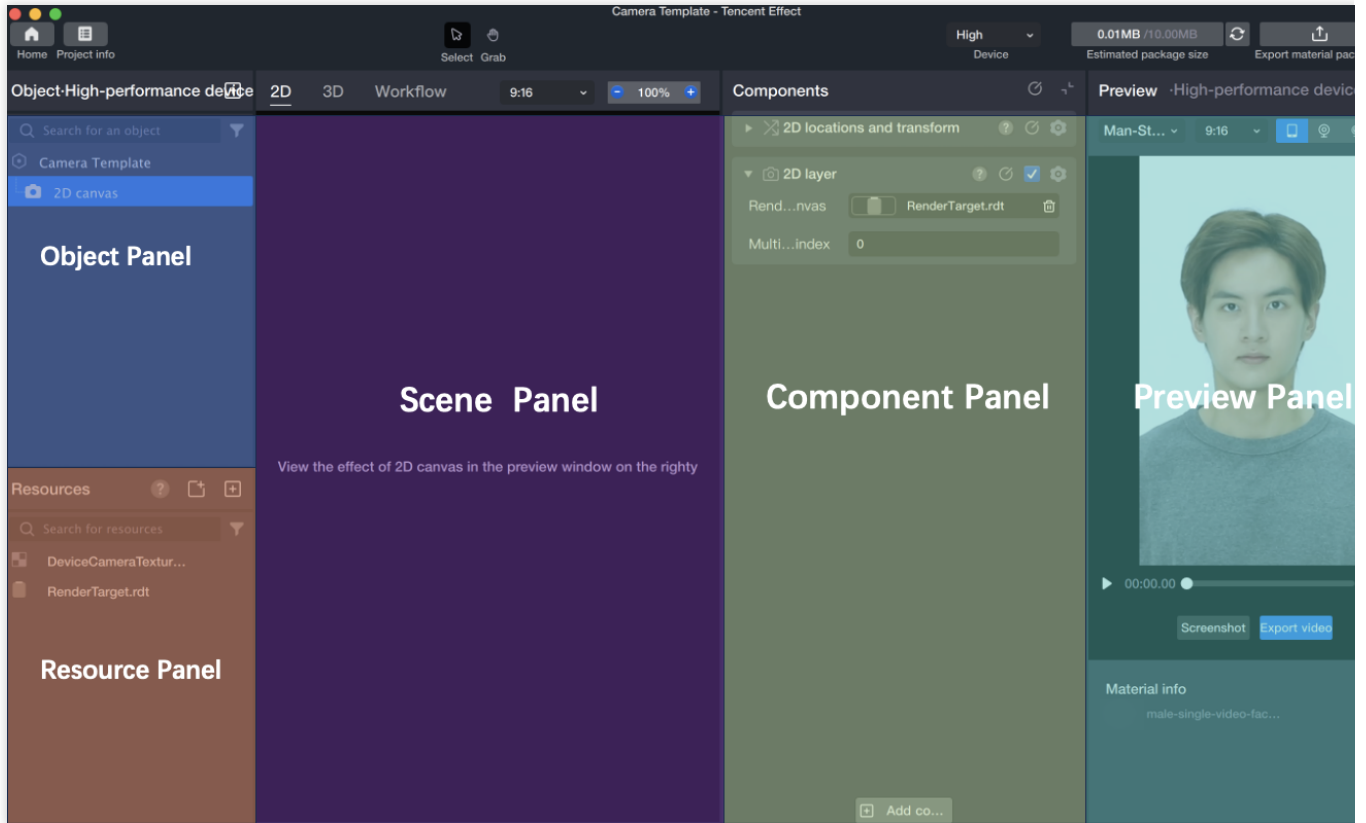 Camera Template - Tencent Effect
Home Project info
Select Grab
High
Device
0.01MB /10.00MB
Estimated package size
Export material pac
Object·High-performance device
2D 3D Workflow 9:16 100%
Components
Preview ·High-performance device
Search for an object
Camera Template
2D canvas
Object Panel
Resources
Search for resources
DeviceCameraTextur...
RenderTarget.rdt
Resource Panel
Scene Panel
View the effect of 2D canvas in the preview window on the righty
2D locations and transform
2D layer
Rend...nvas RenderTarget.rdt
Multi...index 0
Component Panel
Add co...
Man-St... 9:16
Preview Panel
00:00.00
Screenshot Export video
Material info
male-single-video-fac...